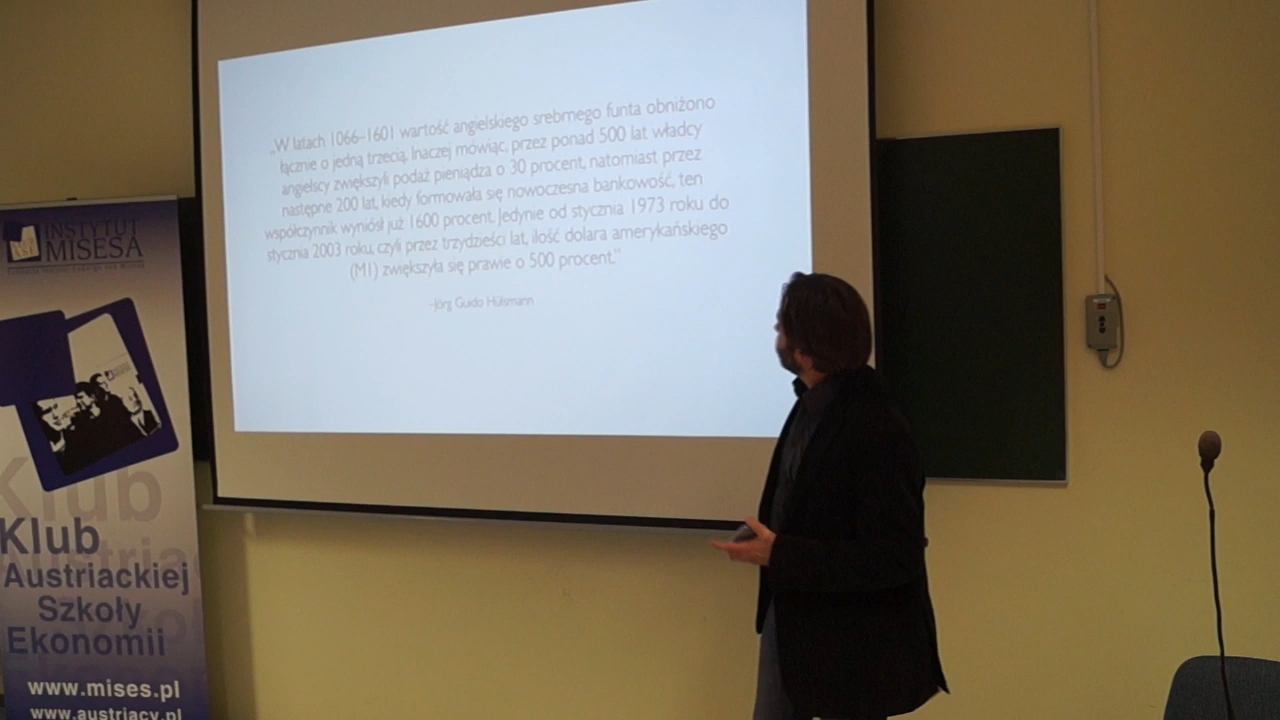 „W latach 1066–1601 wartość angielskiego srebrnego funta obniżono
łącznie o jedną trzecią. Inaczej mówiąc, przez ponad 500 lat władcy
angielscy zwiększyli podaż pieniądza o 30 procent, natomiast przez
następne 200 lat, kiedy formowała się nowoczesna bankowość, ten
współczynnik wyniósł już 1600 procent. Jedynie od stycznia 1973 roku do
stycznia 2003 roku, czyli przez trzydzieści lat, ilość dolara amerykańskiego
(M1) zwiększyła się prawie o 500 procent.”
–Jörg Guido Hülsmann
INSTYTUT
MISESA
Klub
Klub
Austriackiej
Szkoły
Ekonomii
www.mises.pl
www.austriacy.pl